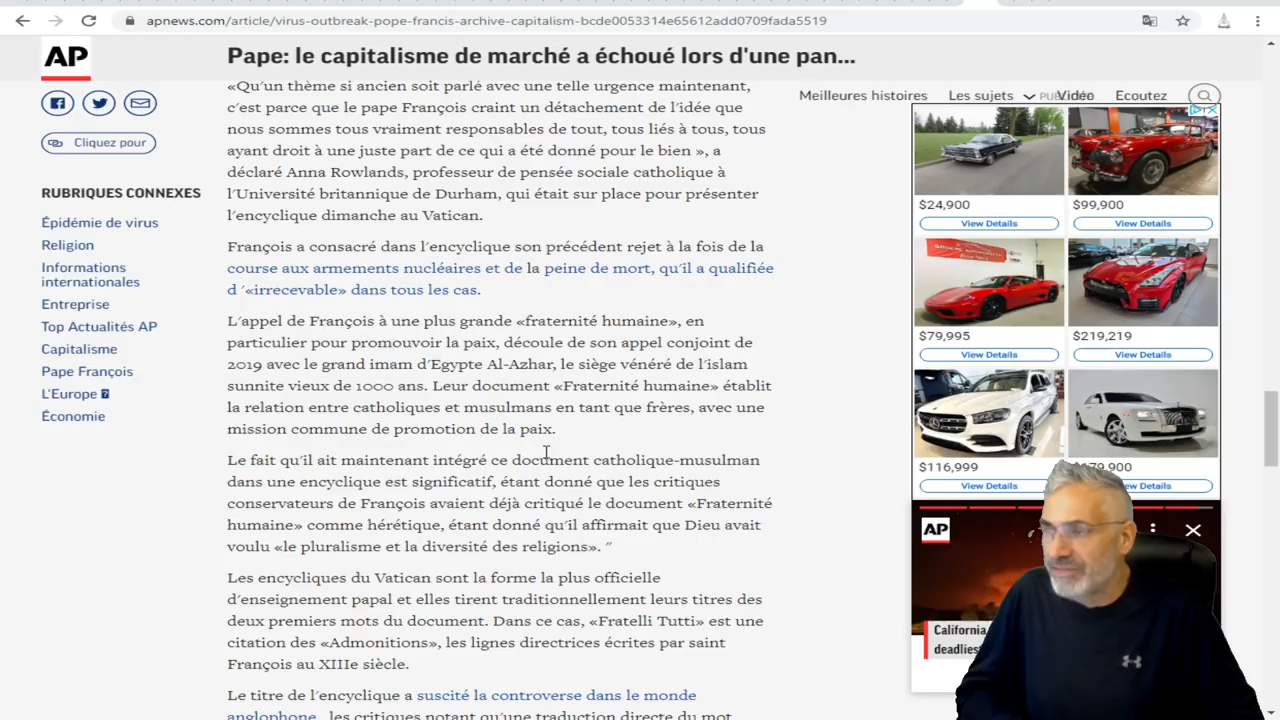 apnews.com/article/virus-outbreak-pope-francis-archive-capitalism-bcde0053314e65612add0709fada5519
AP
Pape: le capitalisme de marché a échoué lors d'une pan...
Meilleures histoires
Les sujets
Vidéo
Ecoutez
Cliquez pour
RUBRIQUES CONNEXES
Épidémie de virus
Religion
Informations
internationales
Entreprise
Top Actualités AP
Capitalisme
Pape François
L'Europe
Économie
«Qu'un thème si ancien soit parlé avec une telle urgence maintenant,
c'est parce que le pape François craint un détachement de l'idée que
nous sommes tous vraiment responsables de tout, tous liés à tous, tous
ayant droit à une juste part de ce qui a été donné pour le bien », a
déclaré Anna Rowlands, professeur de pensée sociale catholique à
l'Université britannique de Durham, qui était sur place pour présenter
l'encyclique dimanche au Vatican.
François a consacré dans l'encyclique son précédent rejet à la fois de la
course aux armements nucléaires et de la peine de mort, qu'il a qualifiée
d '«irrecevable» dans tous les cas.
L'appel de François à une plus grande «fraternité humaine», en
particulier pour promouvoir la paix, découle de son appel conjoint de
2019 avec le grand imam d'Egypte Al-Azhar, le siège vénéré de l'islam
sunnite vieux de 1000 ans. Leur document «Fraternité humaine» établit
la relation entre catholiques et musulmans en tant que frères, avec une
mission commune de promotion de la paix.
Le fait qu'il ait maintenant intégré ce document catholique-musulman
dans une encyclique est significatif, étant donné que les critiques
conservateurs de François avaient déjà critiqué le document «Fraternité
humaine» comme hérétique, étant donné qu'il affirmait que Dieu avait
voulu «le pluralisme et la diversité des religions». "
Les encycliques du Vatican sont la forme la plus officielle
d'enseignement papal et elles tirent traditionnellement leurs titres des
deux premiers mots du document. Dans ce cas, «Fratelli Tutti» est une
citation des «Admonitions», les lignes directrices écrites par saint
François au XIIIe siècle.
Le titre de l'encyclique a suscité la controverse dans le monde
anglophone, les critiques notant qu'une traduction directe du mot
$24,900
$99,900
View Details
View Details
$79,995
$219,219
View Details
View Details
$116,999
79,900
View Details
View Details
AP
California
deadlies